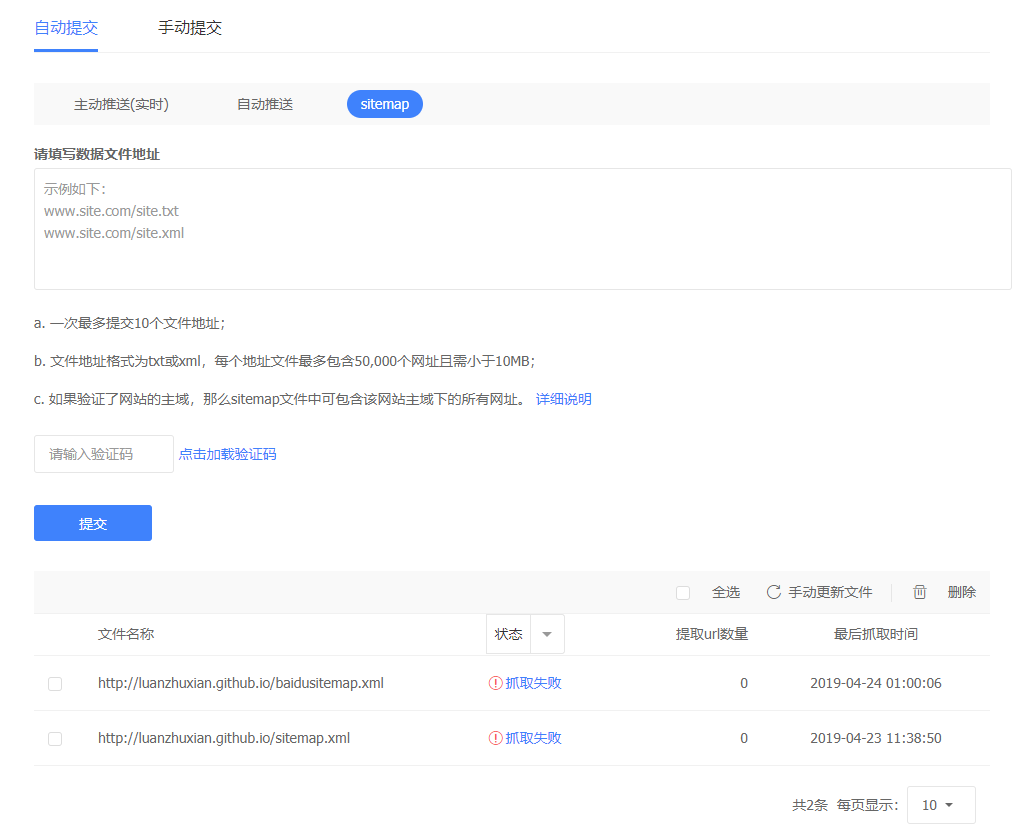 自动提交 手动提交
主动推送(实时) 自动推送 sitemap
请填写数据文件地址
示例如下：
www.site.com/site.txt
www.site.com/site.xml
a. 一次最多提交10个文件地址；
b. 文件地址格式为txt或xml，每个地址文件最多包含50,000个网址且需小于10MB；
c. 如果验证了网站的主域，那么sitemap文件中可包含该网站主域下的所有网址。 详细说明
请输入验证码 点击加载验证码
提交
全选 手动更新文件 删除
文件名称 状态 提取url数量 最后抓取时间
http://luanzhuxian.github.io/baidusitemap.xml 抓取失败 0 2019-04-24 01:00:06
http://luanzhuxian.github.io/sitemap.xml 抓取失败 0 2019-04-23 11:38:50
共2条 每页显示： 10